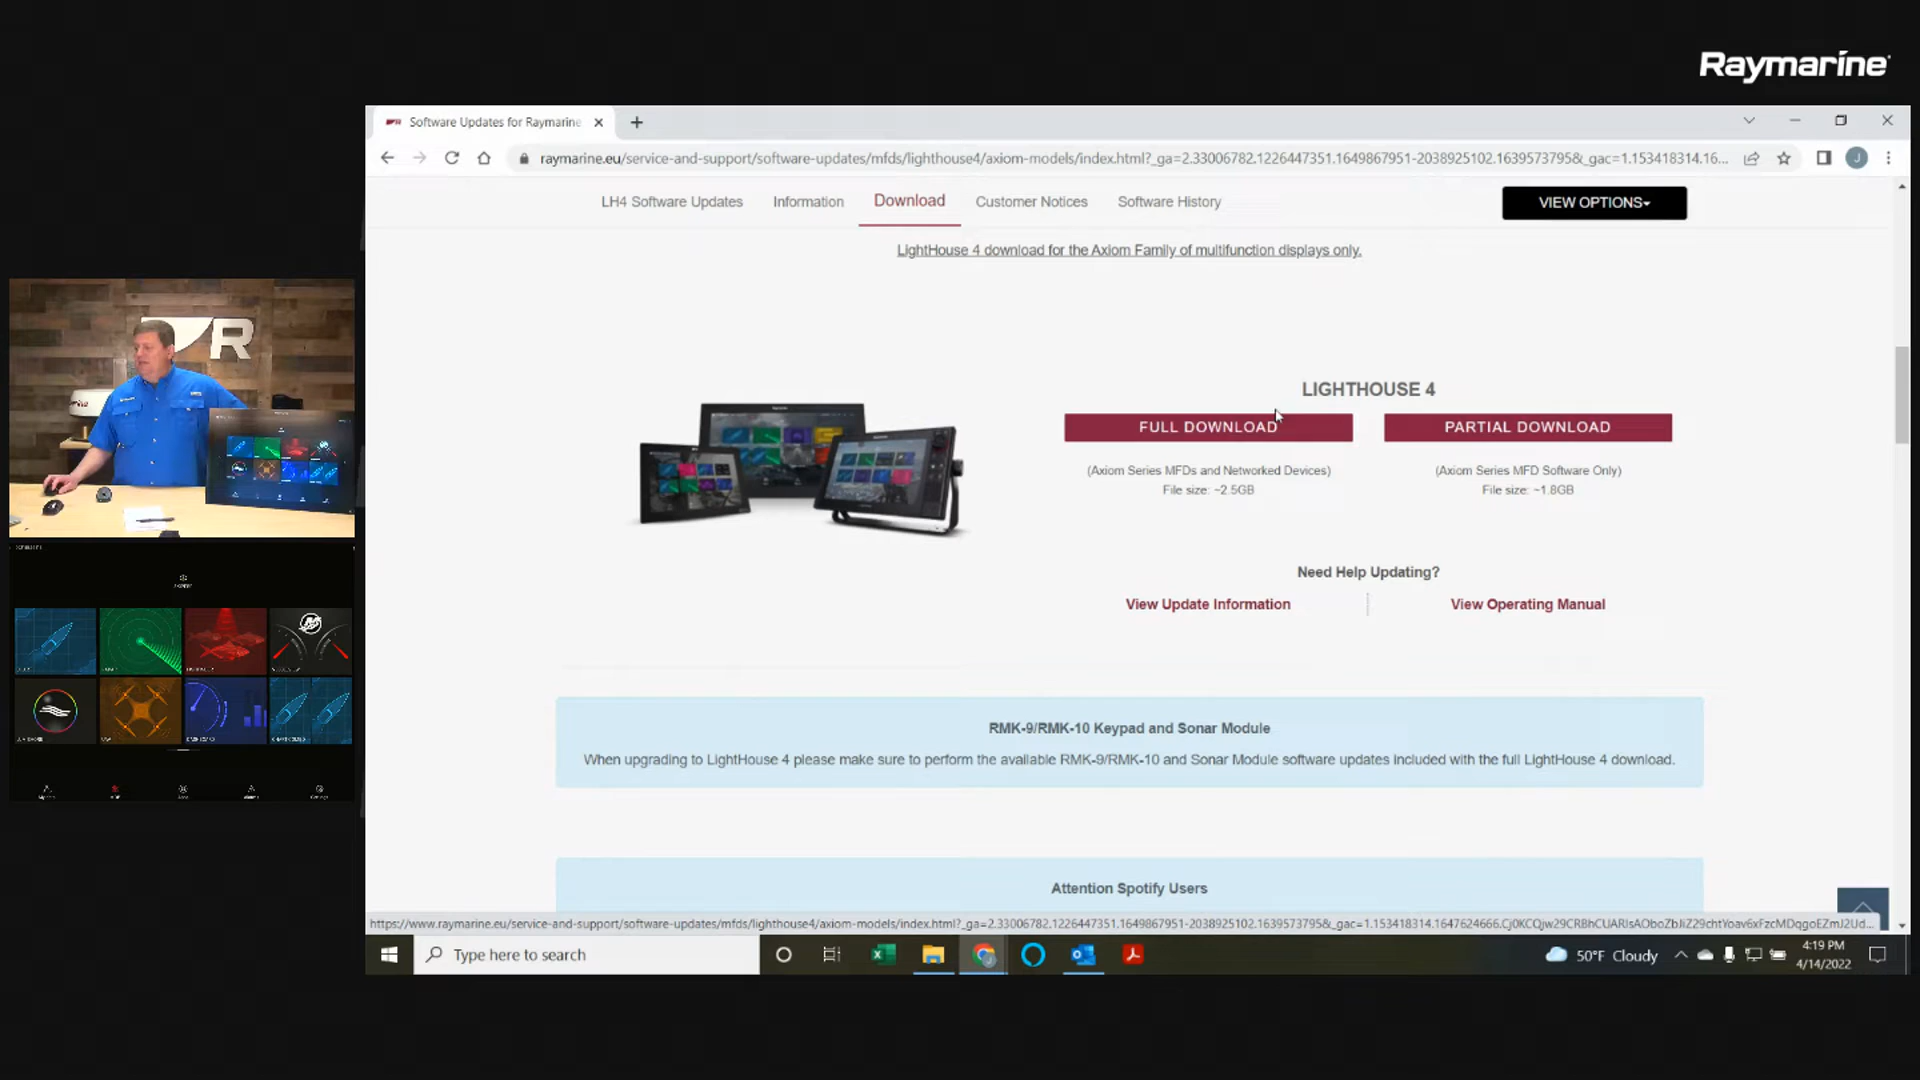 Raymarine
Software Updates for Raymarine
raymarine.eu/service-and-support/software-updates/mfds/lighthouse4/axiom-models/index.html?_ga=2.33006782.1226447351.1649867951-2038925102.1639573795&_gac=1.153418314.16...
J
LH4 Software Updates
Information
Download
Customer Notices
Software History
VIEW OPTIONS
LightHouse 4 download for the Axiom Family of multifunction displays only.
LIGHTHOUSE 4
FULL DOWNLOAD
PARTIAL DOWNLOAD
(Axiom Series MFDs and Networked Devices)
(Axiom Series MFD Software Only)
File size: ~2.5GB
File size: ~1.8GB
Need Help Updating?
View Update Information
View Operating Manual
RMK-9/RMK-10 Keypad and Sonar Module
When upgrading to LightHouse 4 please make sure to perform the available RMK-9/RMK-10 and Sonar Module software updates included with the full LightHouse 4 download.
Attention Spotify Users
Type here to search
50°F Cloudy
4:19 PM
4/14/2022
R